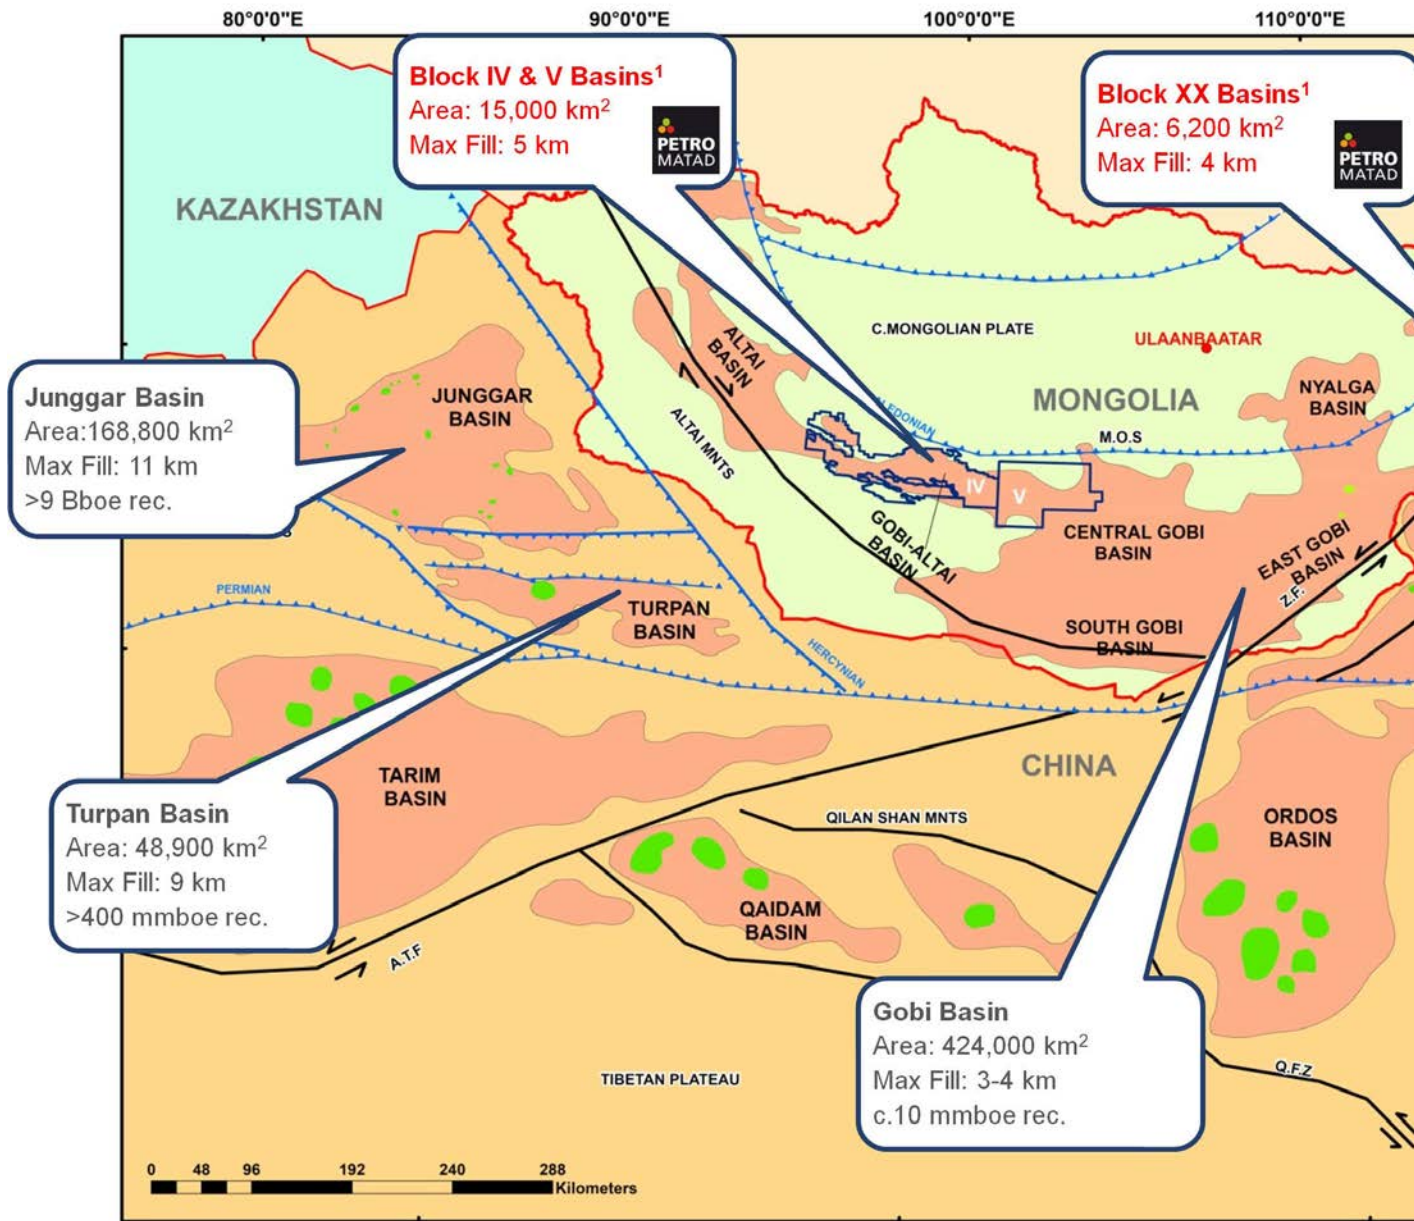 80°0'0"E
90°0'0"E
100°0'0"E
110°0'0"E
Block IV & V Basins¹
Area: 15,000 km²
Max Fill: 5 km
PETRO
MATAD
Block XX Basins¹
Area: 6,200 km²
Max Fill: 4 km
PETRO
MATAD
KAZAKHSTAN
C.MONGOLIAN PLATE
ULAANBAATAR
MONGOLIA
ALTAI
BASIN
ALTAI MNTS
M.O.S
NYALGA
BASIN
Junggar Basin
Area:168,800 km²
Max Fill: 11 km
>9 Bboe rec.
JUNGGAR
BASIN
IV
V
GOBI-ALTAI
BASIN
CENTRAL GOBI
BASIN
EAST GOBI
BASIN
Z.F.
PERMIAN
TURPAN
BASIN
HERCYNIAN
SOUTH GOBI
BASIN
TARIM
BASIN
CHINA
Turpan Basin
Area: 48,900 km²
Max Fill: 9 km
>400 mmboe rec.
QILAN SHAN MNTS
ORDOS
BASIN
QAIDAM
BASIN
A.T.F
Gobi Basin
Area: 424,000 km²
Max Fill: 3-4 km
c.10 mmboe rec.
TIBETAN PLATEAU
Q.F.Z
0 48 96 192 240 288
Kilometers